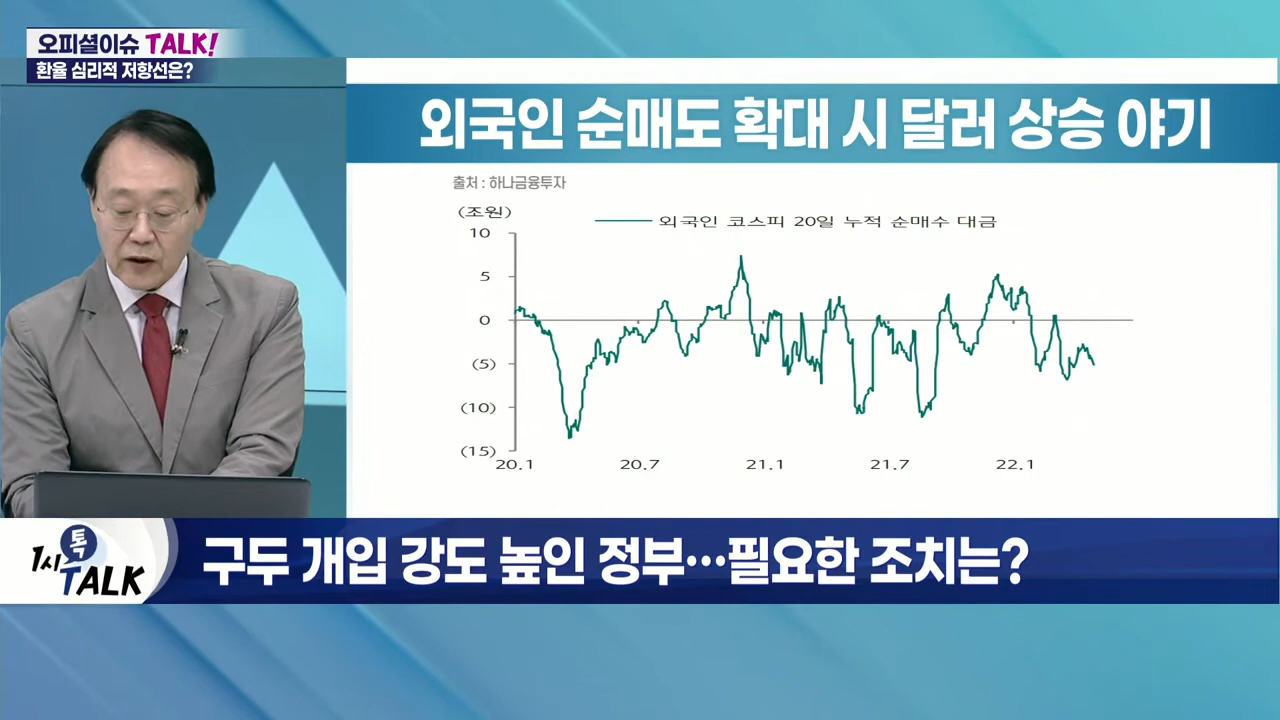 오피셜이슈 TALK!
환율 심리적 저항선은?
외국인 순매도 확대 시 달러 상승 야기
출처 : 하나금융투자
(조원)
외국인 코스피 20일 누적 순매수 대금
10
5
0
(5)
(10)
(15)
20.1 20.7 21.1 21.7 22.1
1시 톡 TALK
구두 개입 강도 높인 정부…필요한 조치는?